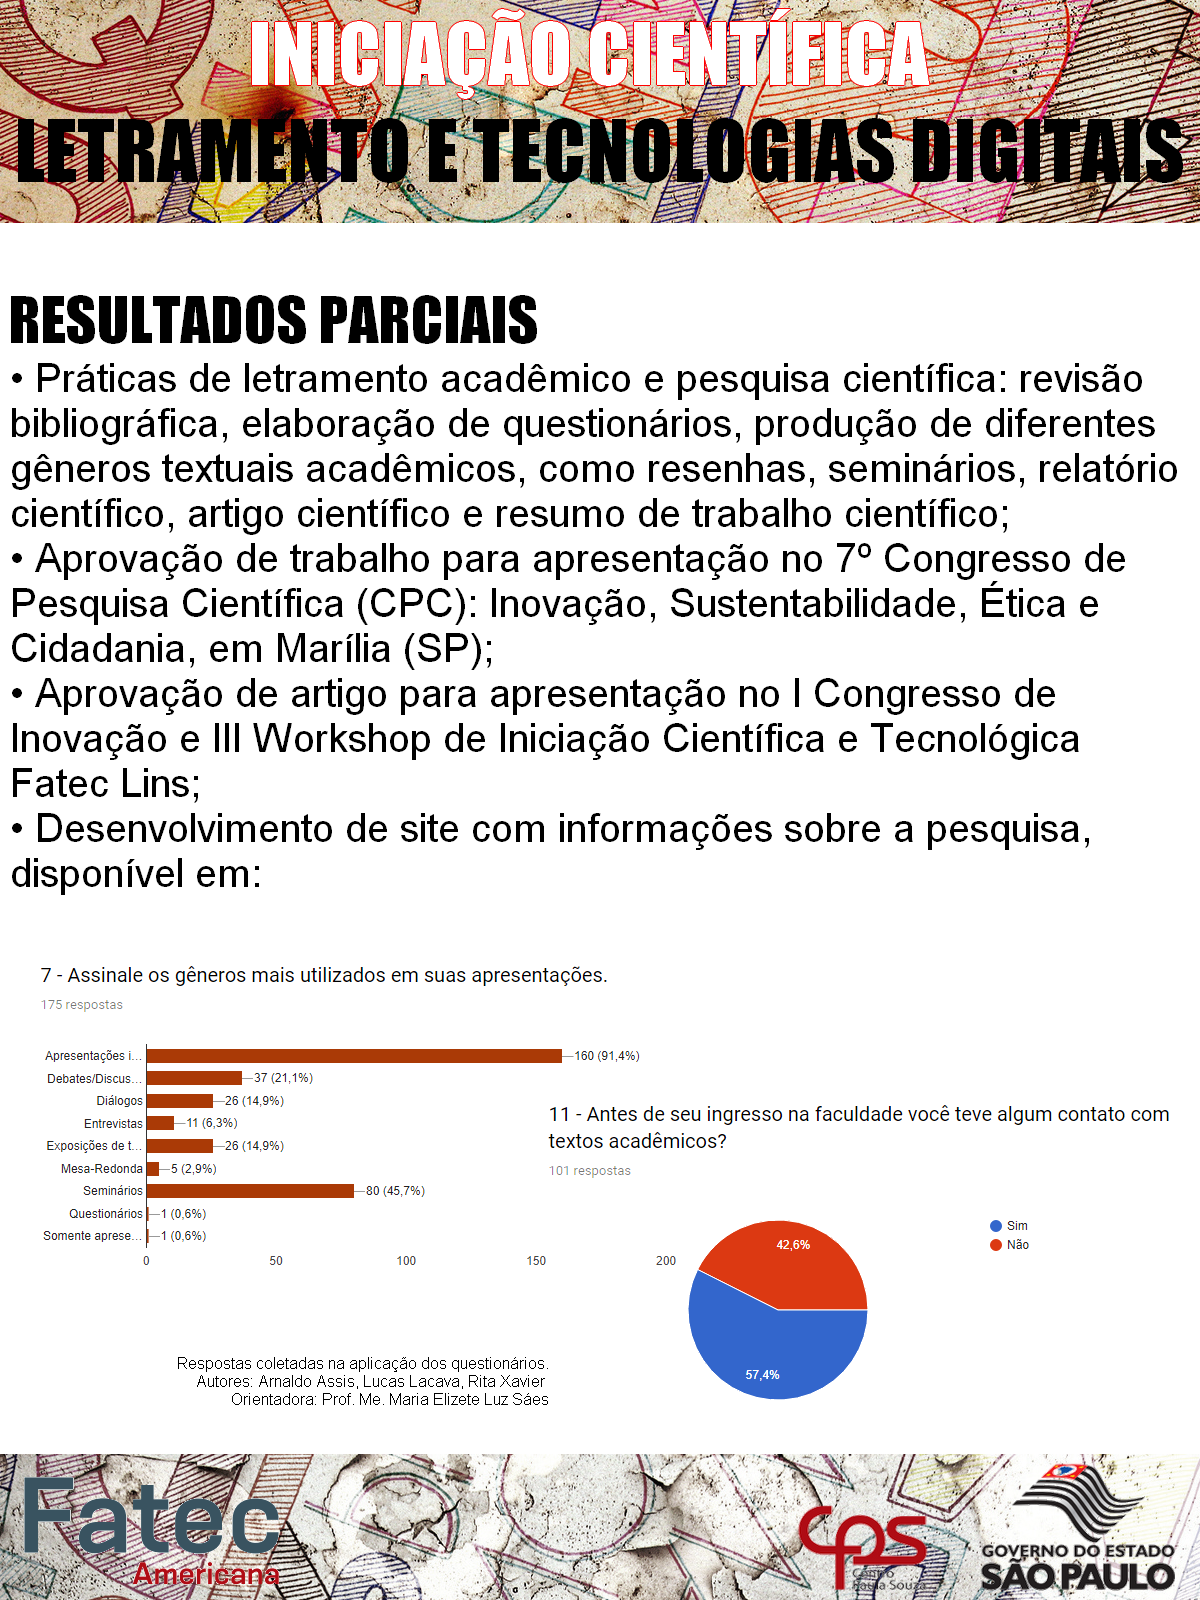 INICIAÇÃO CIENTÍFICA
LETRAMENTO E TECNOLOGIAS DIGITAIS
RESULTADOS PARCIAIS
• Práticas de letramento acadêmico e pesquisa científica: revisão
bibliográfica, elaboração de questionários, produção de diferentes
gêneros textuais acadêmicos, como resenhas, seminários, relatório
científico, artigo científico e resumo de trabalho científico;
• Aprovação de trabalho para apresentação no 7º Congresso de
Pesquisa Científica (CPC): Inovação, Sustentabilidade, Ética e
Cidadania, em Marília (SP);
• Aprovação de artigo para apresentação no I Congresso de
Inovação e III Workshop de Iniciação Científica e Tecnológica
Fatec Lins;
• Desenvolvimento de site com informações sobre a pesquisa,
disponível em:
7 - Assinale os gêneros mais utilizados em suas apresentações.
175 respostas
Apresentações i... 160 (91,4%)
Debates/Discus... 37 (21,1%)
Diálogos 26 (14,9%)
Entrevistas 11 (6,3%)
Exposições de t... 26 (14,9%)
Mesa-Redonda 5 (2,9%)
Seminários 80 (45,7%)
Questionários 1 (0,6%)
Somente aprese... 1 (0,6%)
0 50 100 150 200
11 - Antes de seu ingresso na faculdade você teve algum contato com
textos acadêmicos?
101 respostas
Sim
Não
42,6%
57,4%
Respostas coletadas na aplicação dos questionários.
Autores: Arnaldo Assis, Lucas Lacava, Rita Xavier
Orientadora: Prof. Me. Maria Elizete Luz Sáes
Fatec
Americana
cps
Centro
Paula Souza
GOVERNO DO ESTADO
SÃO PAULO